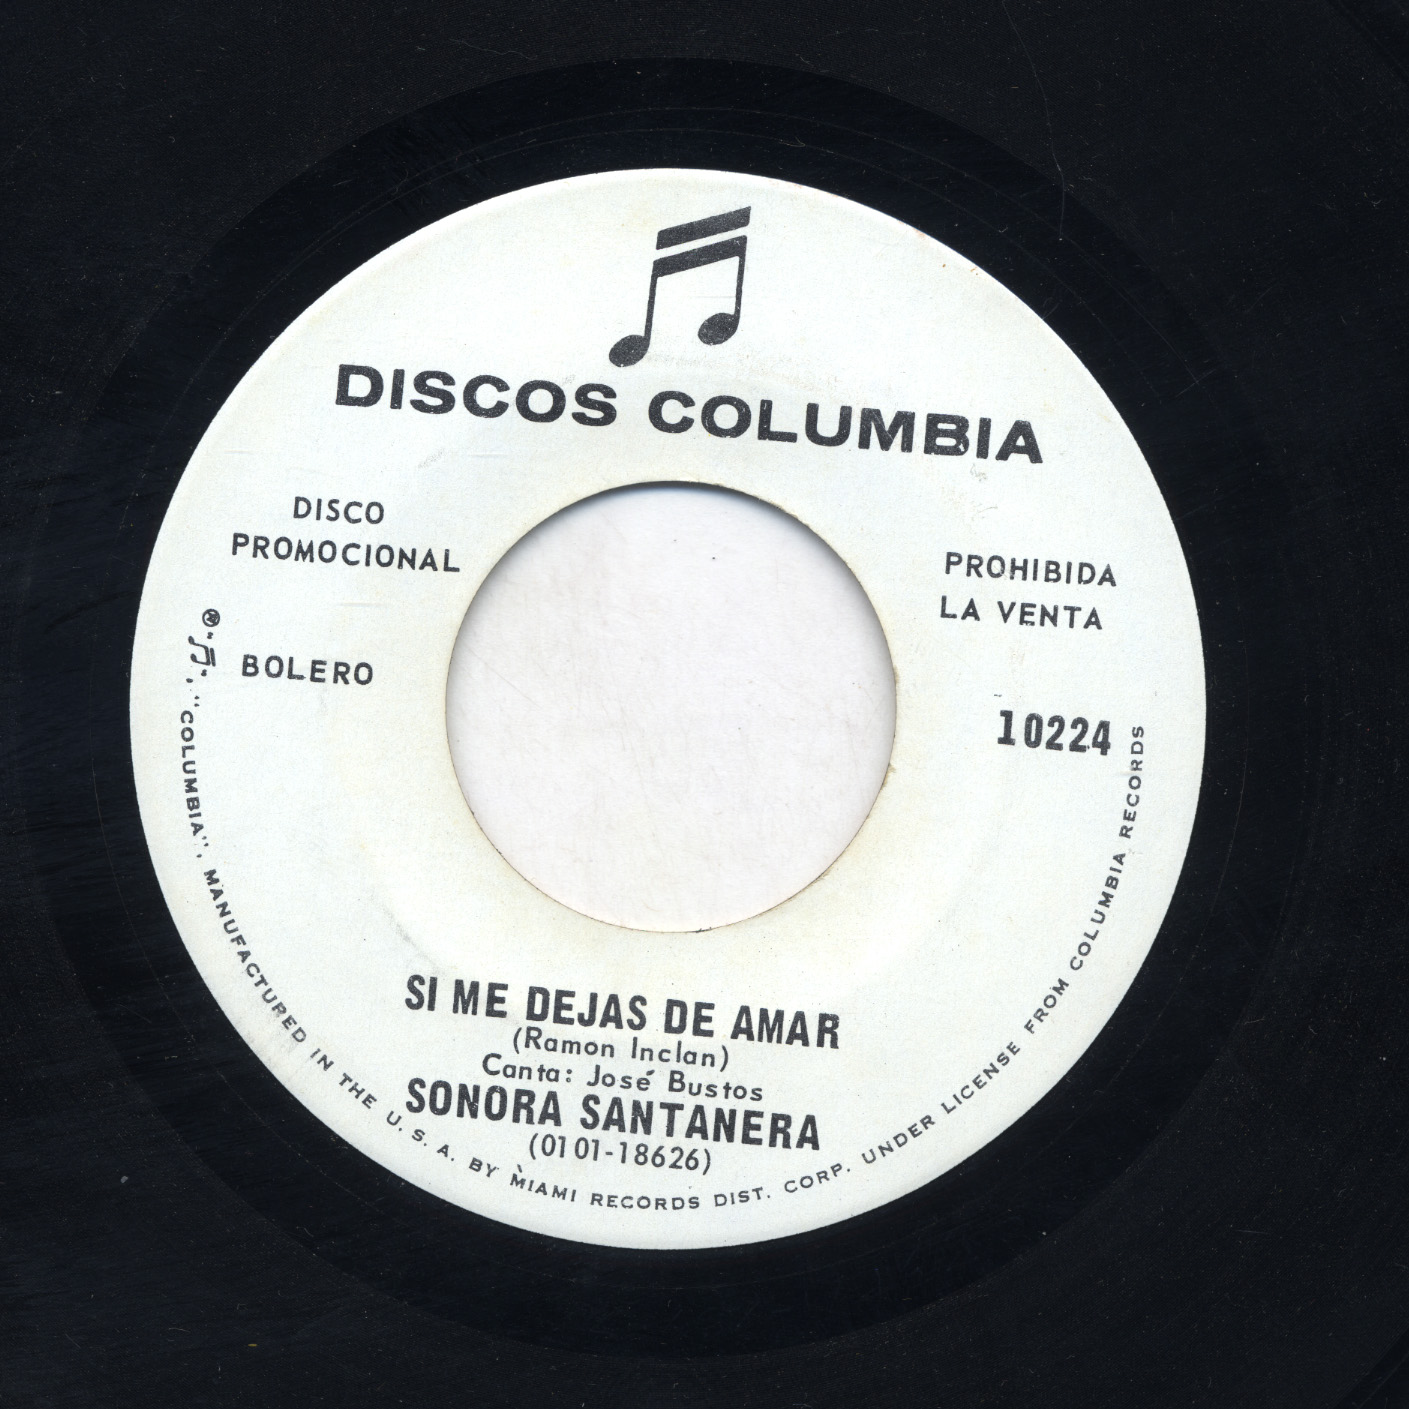 DISCOS COLUMBIA
DISCO
PROMOCIONAL
PROHIBIDA
LA VENTA
BOLERO
10224
SI ME DEJAS DE AMAR
(Ramon Inclan)
Canta: José Bustos
SONORA SANTANERA
(0101-18626)
"COLUMBIA", MANUFACTURED IN THE U. S. A. BY MIAMI RECORDS DIST. CORP. UNDER LICENSE FROM COLUMBIA RECORDS